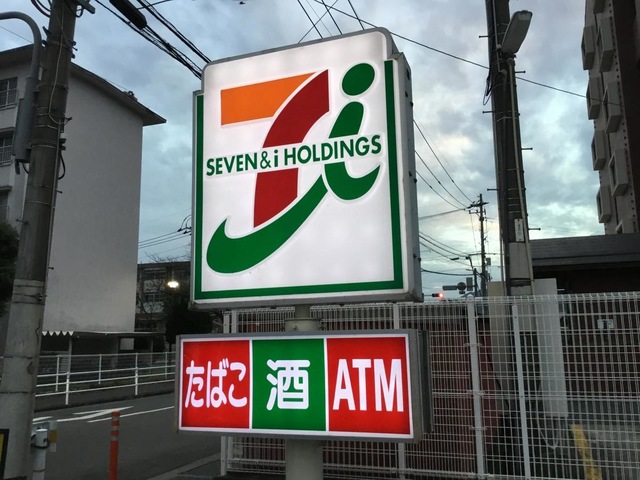 SEVEN&i HOLDINGS
たばこ 酒 ATM